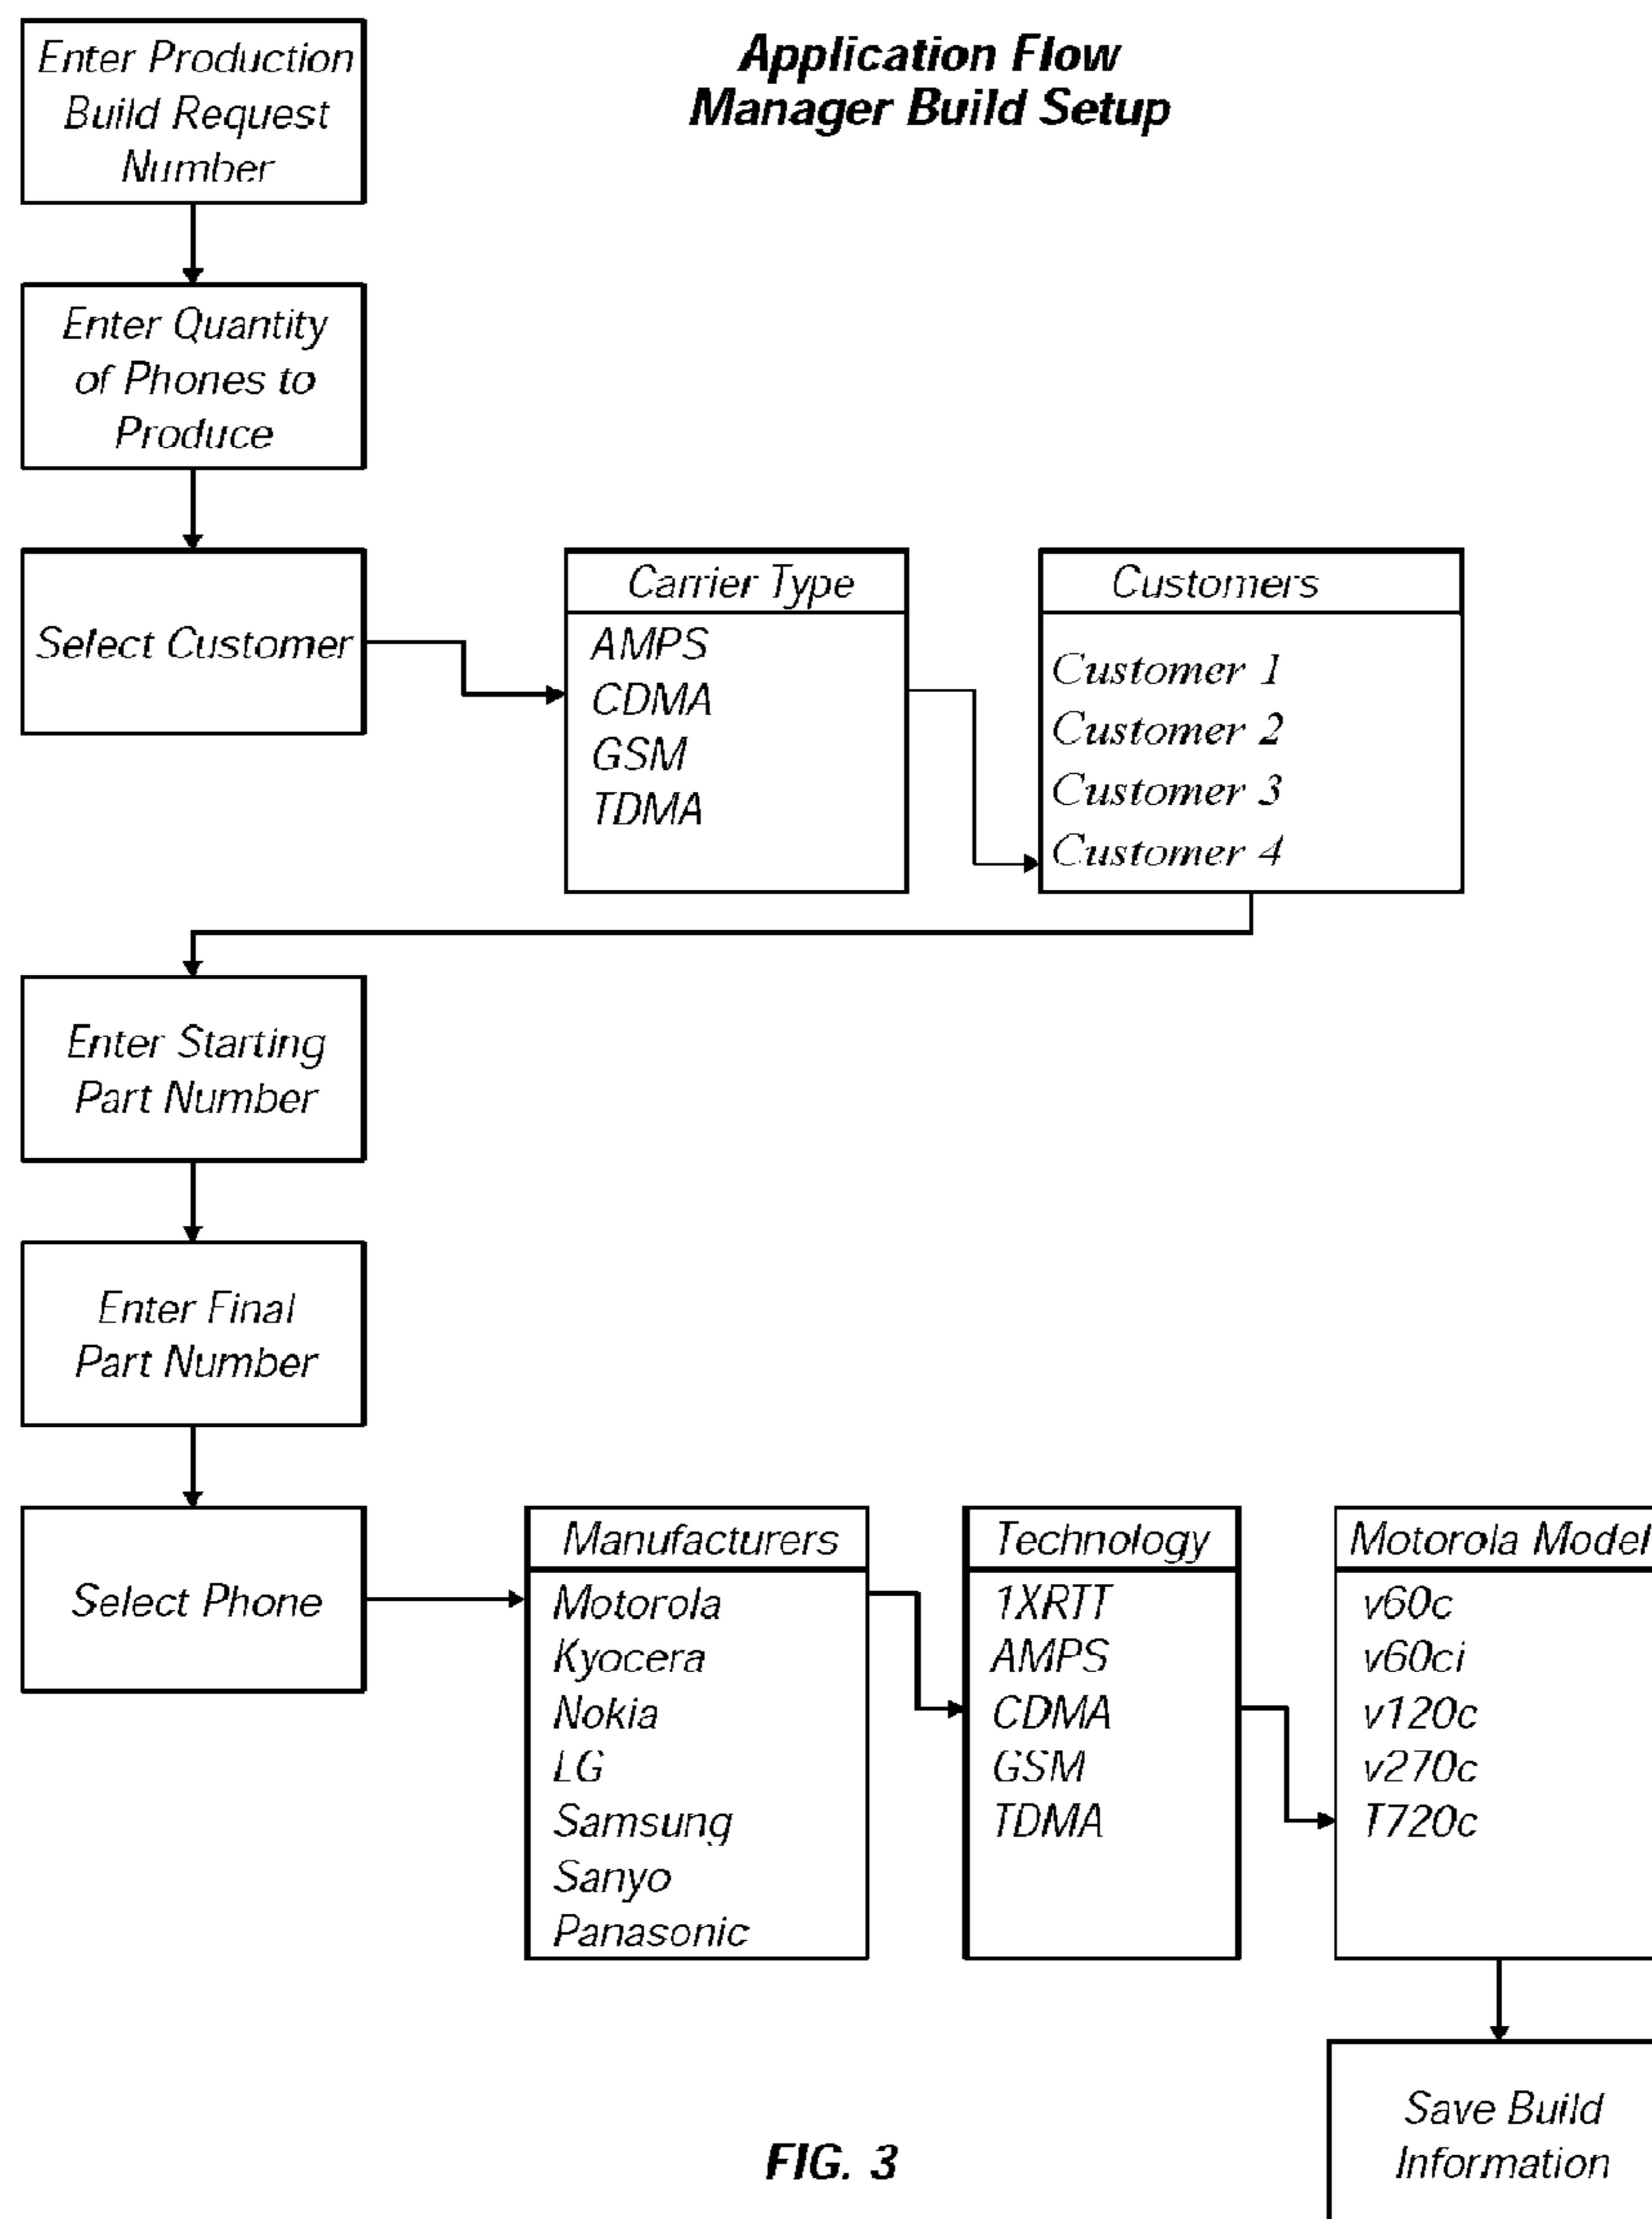 Application Flow
Manager Build Setup
Enter Production
Build Request
Number
Enter Quantity
of Phones to
Produce
Select Customer
Carrier Type
AMPS
CDMA
GSM
TDMA
Customers
Customer 1
Customer 2
Customer 3
Customer 4
Enter Starting
Part Number
Enter Final
Part Number
Select Phone
Manufacturers
Motorola
Kyocera
Nokia
LG
Samsung
Sanyo
Panasonic
Technology
1XRTT
AMPS
CDMA
GSM
TDMA
Motorola Model
v60c
v60ci
v120c
v270c
T720c
Save Build
Information
FIG. 3